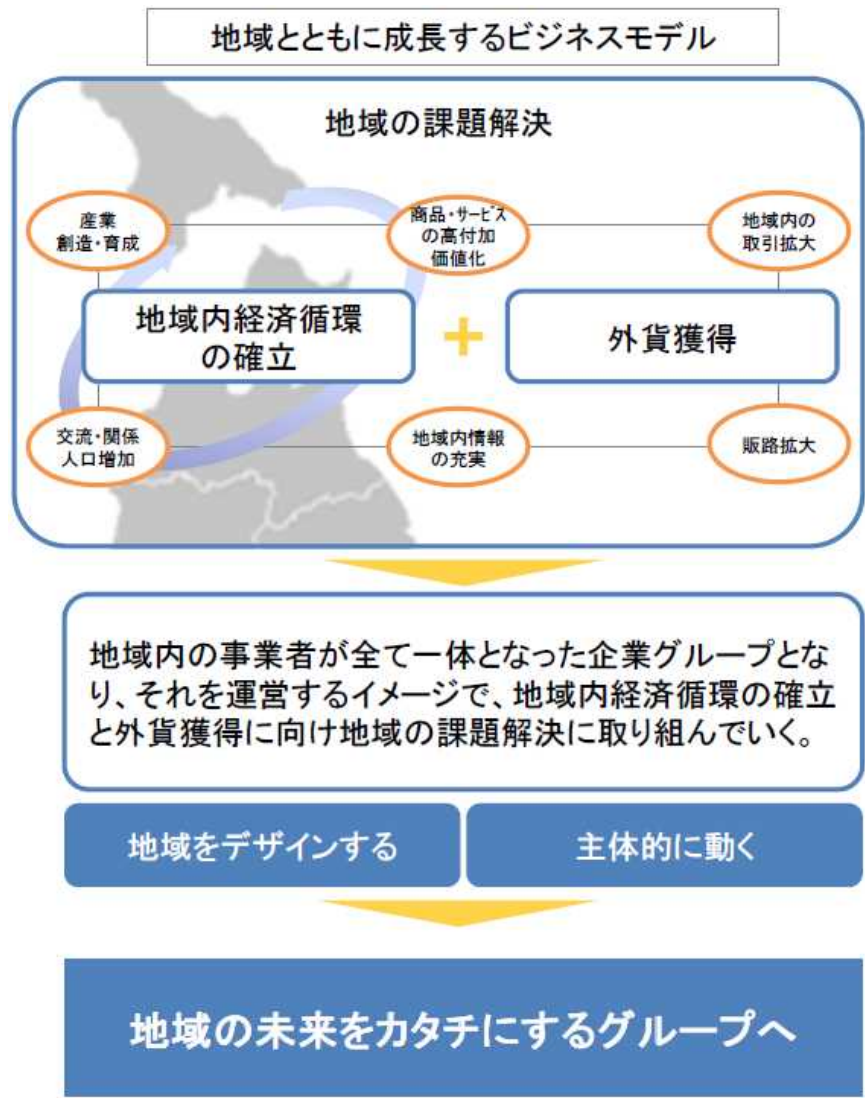 地域とともに成長するビジネスモデル
地域の課題解決
産業
創造・育成
商品・サービス
の高付加
価値化
地域内の
取引拡大
地域内経済循環
の確立
+
外貨獲得
交流・関係
人口増加
地域内情報
の充実
販路拡大
地域内の事業者が全て一体となった企業グループとな
り、それを運営するイメージで、地域内経済循環の確立
と外貨獲得に向け地域の課題解決に取り組んでいく。
地域をデザインする
主体的に動く
地域の未来をカタチにするグループへ